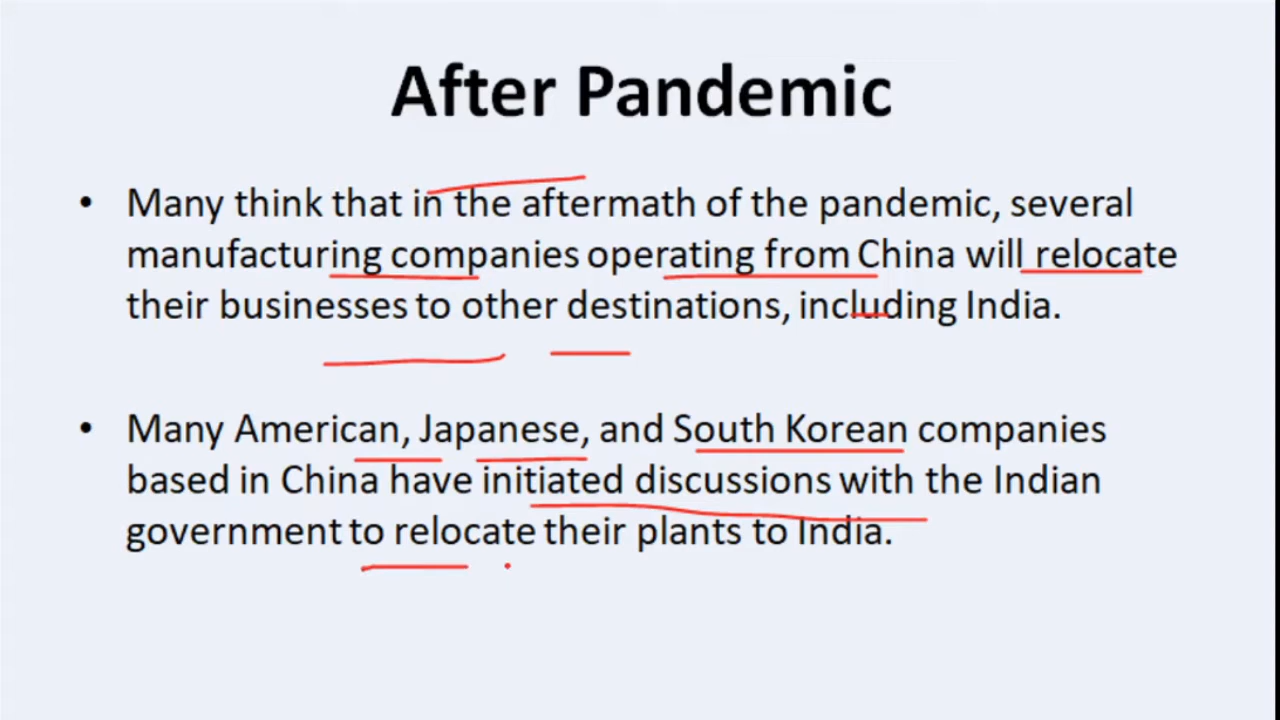 After Pandemic
• Many think that in the aftermath of the pandemic, several
manufacturing companies operating from China will relocate
their businesses to other destinations, including India.
• Many American, Japanese, and South Korean companies
based in China have initiated discussions with the Indian
government to relocate their plants to India.